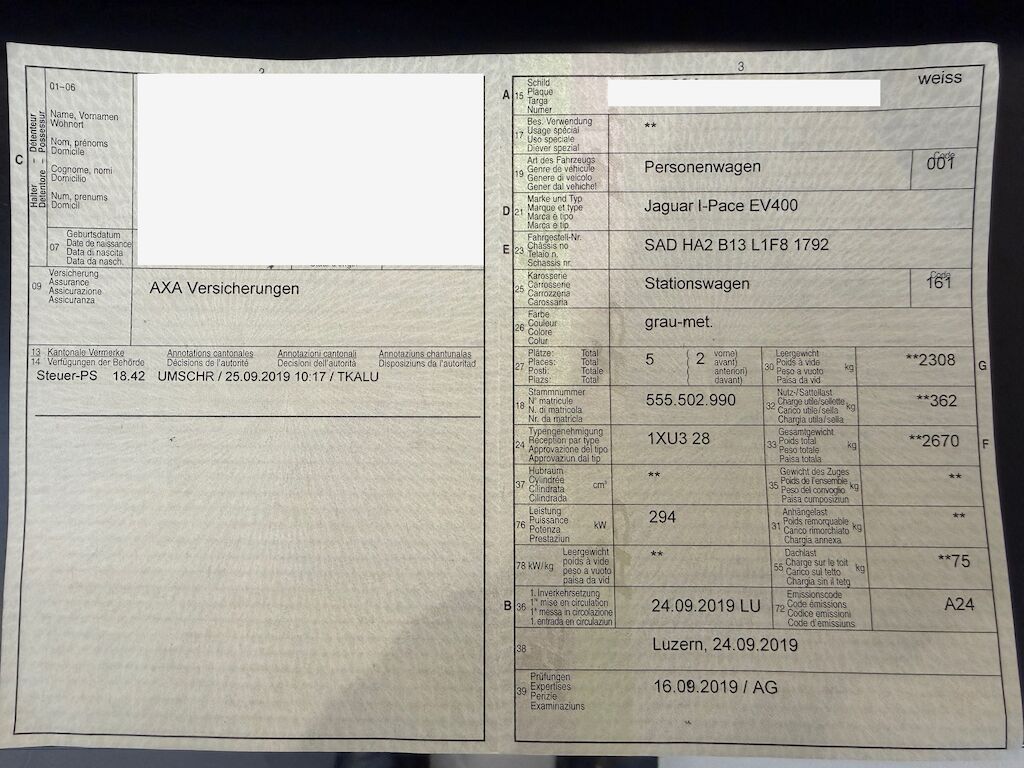 2
01–06
Name, Vornamen
Wohnort
Nom, prénoms
Domicile
Cognome, nomi
Domicilio
Num, prenums
Domicil
C
Halter – Détenteur
Detentore – Possessur
07
Geburtsdatum
Date de naissance
Data di nascita
Data da nasch.
09
Versicherung
Assurance
Assicurazione
Assicuranza
AXA Versicherungen
13 Kantonale Vermerke Annotations cantonales Annotazioni cantonali Annotaziuns chantunalas
14 Verfügungen der Behörde Décisions de l'autorité Decisioni dell'autorità Disposiziuns da l'autoritad
Steuer-PS 18.42 UMSCHR / 25.09.2019 10:17 / TKALU
3
A 15
Schild
Plaque
Targa
Numer
weiss
17
Bes. Verwendung
Usage spécial
Uso speciale
Diever spezial
**
19
Art des Fahrzeugs
Genre de véhicule
Genere di veicolo
Gener dal vehichel
Personenwagen
Code
001
D 21
Marke und Typ
Marque et type
Marca e tipo
Marca e tip
Jaguar I-Pace EV400
E 23
Fahrgestell-Nr.
Châssis no
Telaio n.
Schassis nr.
SAD HA2 B13 L1F8 1792
25
Karosserie
Carrosserie
Carrozzeria
Carossaria
Stationswagen
Code
161
26
Farbe
Couleur
Colore
Colur
grau-met.
27
Plätze: Total
Places: Total
Posti: Totale
Plazs: Total
5 ( 2
vorne)
avant)
anteriori)
davant)
30
Leergewicht
Poids à vide
Peso a vuoto
Paisa da vid
kg
**2308
G
18
Stammnummer
N° matricule
N. di matricola
Nr. da matricla
555.502.990
32
Nutz-/Sattellast
Charge utile/sellette
Carico utile/sella
Chargia utila/sella
kg
**362
24
Typengenehmigung
Réception par type
Approvazione del tipo
Approvaziun dal tip
1XU3 28
33
Gesamtgewicht
Poids total
Peso totale
Paisa totala
kg
**2670
F
37
Hubraum
Cylindrée
Cilindrata
Cilindrada
cm³
**
35
Gewicht des Zuges
Poids de l'ensemble
Peso del convoglio
Paisa cumposiziun
kg
**
76
Leistung
Puissance
Potenza
Prestaziun
kW
294
31
Anhängelast
Poids remorquable
Carico rimorchiato
Chargia annexa
kg
**
78 kW/kg
Leergewicht
poids à vide
peso a vuoto
paisa da vid
**
55
Dachlast
Charge sur le toit
Carico sul tetto
Chargia sin il tetg
kg
**75
B 36
1. Inverkehrsetzung
1re mise en circulation
1a messa in circolazione
1. entrada en circulaziun
24.09.2019 LU
72
Emissionscode
Code émissions
Codice emissioni
Code d'emissiuns
A24
38
Luzern, 24.09.2019
39
Prüfungen
Expertises
Perizie
Examinaziuns
16.09.2019 / AG